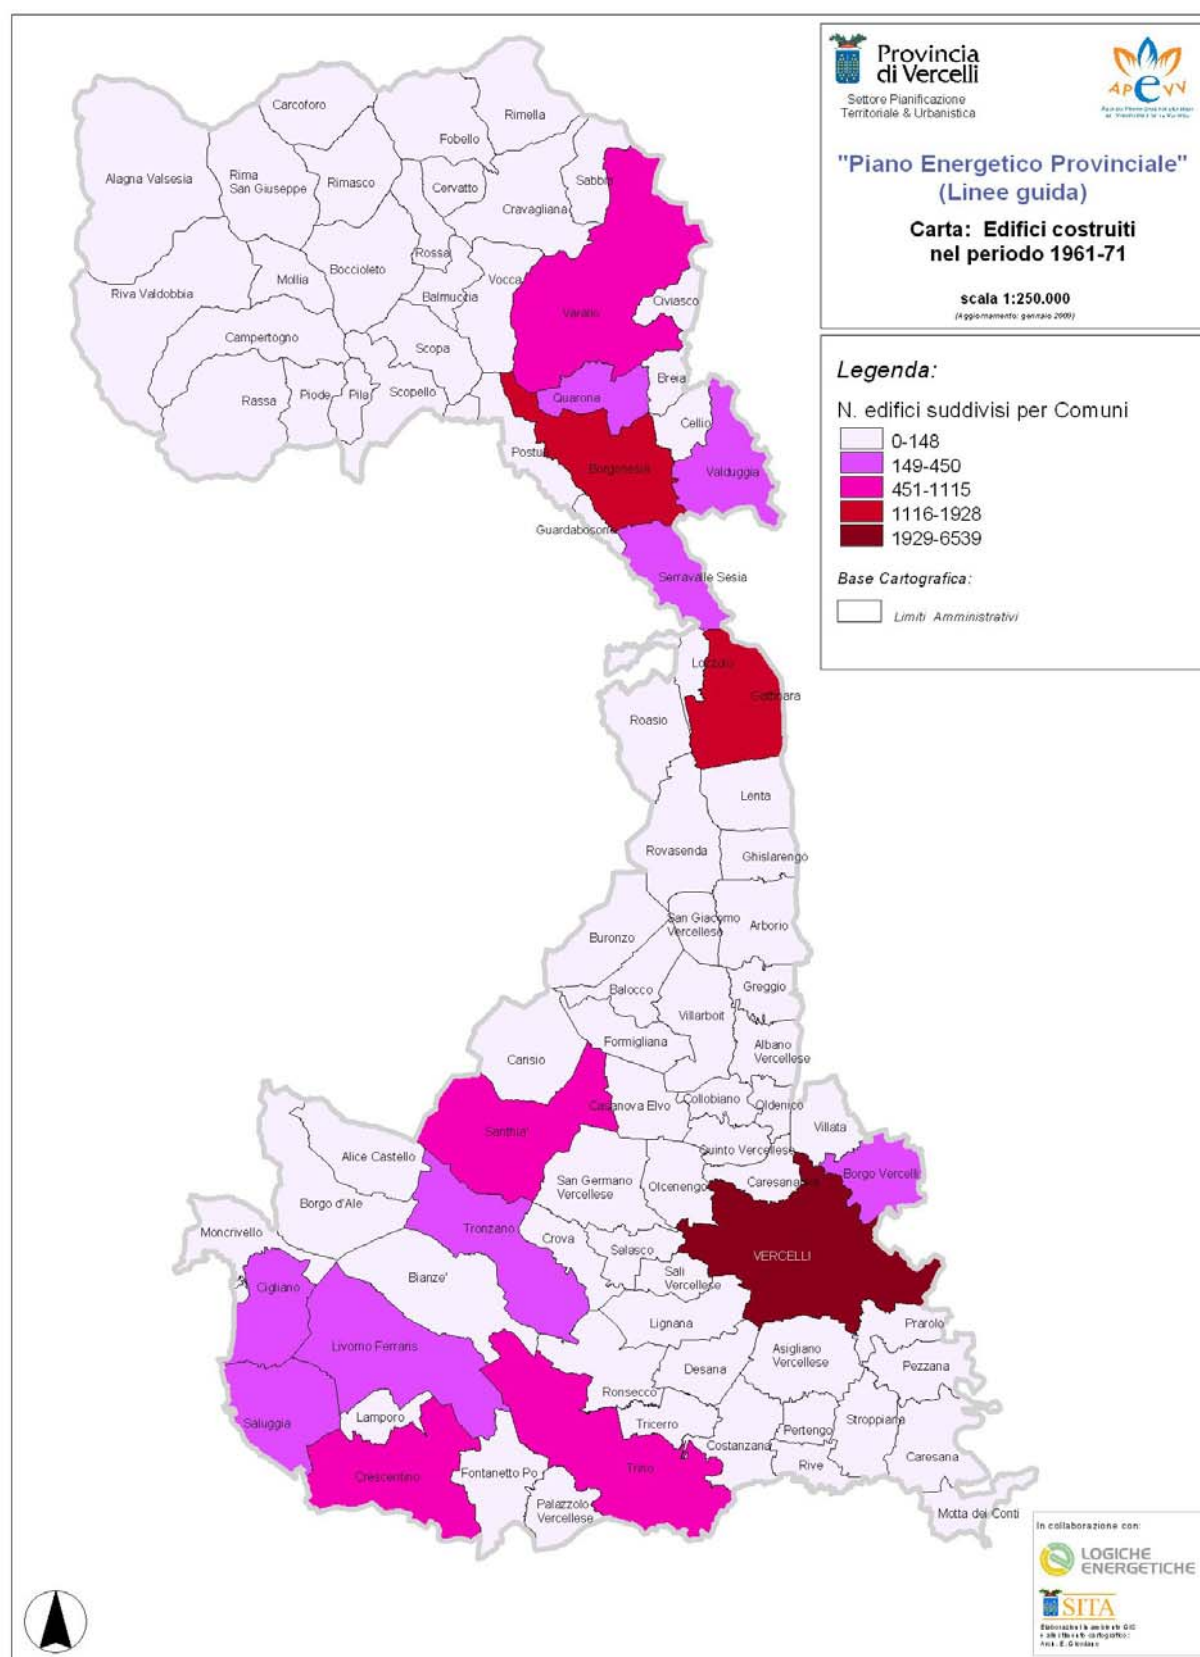 Provincia
di Vercelli
Settore Pianificazione
Territoriale & Urbanistica
APEVV
"Piano Energetico Provinciale"
(Linee guida)
Carta: Edifici costruiti
nel periodo 1961-71
scala 1:250.000
(Aggiornamento: gennaio 2009)
Legenda:
N. edifici suddivisi per Comuni
0-148
149-450
451-1115
1116-1928
1929-6539
Base Cartografica:
Limiti Amministrativi
Carcoforo
Rimella
Fobello
Alagna Valsesia
Rima
San Giuseppe
Rimasco
Cervatto
Sabbia
Cravagliana
Rossa
Boccioleto
Mollia
Vocca
Riva Valdobbia
Balmuccia
Civiasco
Varallo
Campertogno
Scopa
Breia
Rassa
Piode
Pila
Scopello
Quarona
Cellio
Postua
Borgosesia
Valduggia
Guardabosone
Serravalle Sesia
Lozzolo
Gattinara
Roasio
Lenta
Rovasenda
Ghislarengo
San Giacomo
Vercellese
Arborio
Buronzo
Balocco
Greggio
Villarboit
Formigliana
Albano
Vercellese
Carisio
Casanova Elvo
Collobiano
Oldenico
Villata
Santhia'
Quinto Vercellese
Alice Castello
San Germano
Vercellese
Olcenengo
Caresanablot
Borgo Vercelli
Borgo d'Ale
Moncrivello
Tronzano
Crova
Salasco
VERCELLI
Bianze'
Sali
Vercellese
Cigliano
Lignana
Prarolo
Livorno Ferraris
Asigliano
Vercellese
Desana
Pezzana
Ronsecco
Saluggia
Lamporo
Tricerro
Stroppiana
Pertengo
Costanzana
Caresana
Rive
Crescentino
Fontanetto Po
Trino
Palazzolo
Vercellese
Motta dei Conti
In collaborazione con:
LOGICHE
ENERGETICHE
SITA